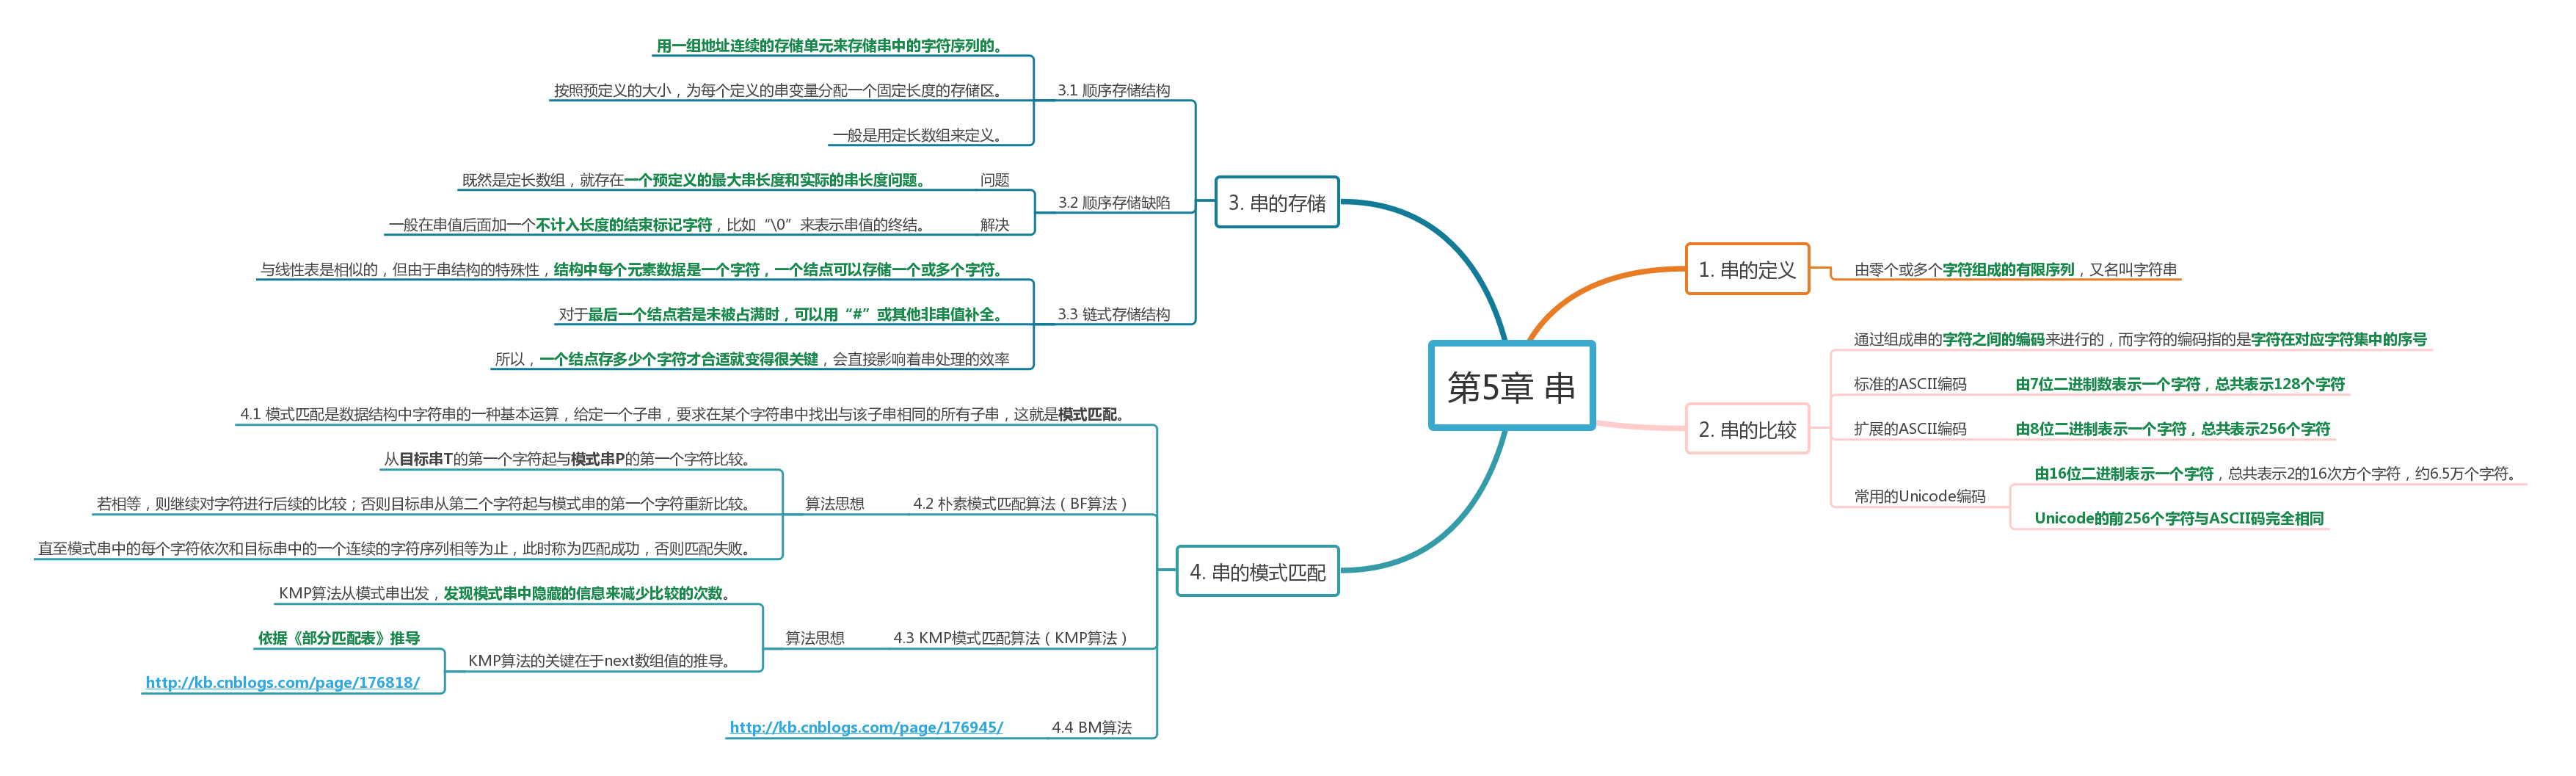 第5章 串
1. 串的定义
由零个或多个字符组成的有限序列，又名叫字符串
2. 串的比较
通过组成串的字符之间的编码来进行的，而字符的编码指的是字符在对应字符集中的序号
标准的ASCII编码
由7位二进制数表示一个字符，总共表示128个字符
扩展的ASCII编码
由8位二进制表示一个字符，总共表示256个字符
常用的Unicode编码
由16位二进制表示一个字符，总共表示2的16次方个字符，约6.5万个字符。
Unicode的前256个字符与ASCII码完全相同
3. 串的存储
3.1 顺序存储结构
用一组地址连续的存储单元来存储串中的字符序列的。
按照预定义的大小，为每个定义的串变量分配一个固定长度的存储区。
一般是用定长数组来定义。
3.2 顺序存储缺陷
问题
既然是定长数组，就存在一个预定义的最大串长度和实际的串长度问题。
解决
一般在串值后面加一个不计入长度的结束标记字符，比如“\0”来表示串值的终结。
3.3 链式存储结构
与线性表是相似的，但由于串结构的特殊性，结构中每个元素数据是一个字符，一个结点可以存储一个或多个字符。
对于最后一个结点若是未被占满时，可以用“#”或其他非串值补全。
所以，一个结点存多少个字符才合适就变得很关键，会直接影响着串处理的效率
4. 串的模式匹配
4.1 模式匹配是数据结构中字符串的一种基本运算，给定一个子串，要求在某个字符串中找出与该子串相同的所有子串，这就是模式匹配。
4.2 朴素模式匹配算法（BF算法）
算法思想
从目标串T的第一个字符起与模式串P的第一个字符比较。
若相等，则继续对字符进行后续的比较；否则目标串从第二个字符起与模式串的第一个字符重新比较。
直至模式串中的每个字符依次和目标串中的一个连续的字符序列相等为止，此时称为匹配成功，否则匹配失败。
4.3 KMP模式匹配算法（KMP算法）
算法思想
KMP算法从模式串出发，发现模式串中隐藏的信息来减少比较的次数。
KMP算法的关键在于next数组值的推导。
依据《部分匹配表》推导
http://kb.cnblogs.com/page/176818/
4.4 BM算法
http://kb.cnblogs.com/page/176945/